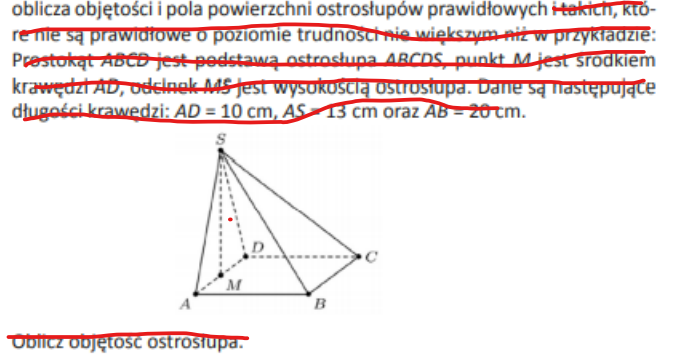 oblicza objętości i pola powierzchni ostrosłupów prawidłowych i takich, któ-
re nie są prawidłowe o poziomie trudności nie większym niż w przykładzie:
Prostokąt ABCD jest podstawą ostrosłupa ABCDS, punkt M jest środkiem
krawędzi AD, odcinek MS jest wysokością ostrosłupa. Dane są następujące
długości krawędzi: AD = 10 cm, AS = 13 cm oraz AB = 20 cm.
S
D
C
M
A
B
Oblicz objętość ostrosłupa.